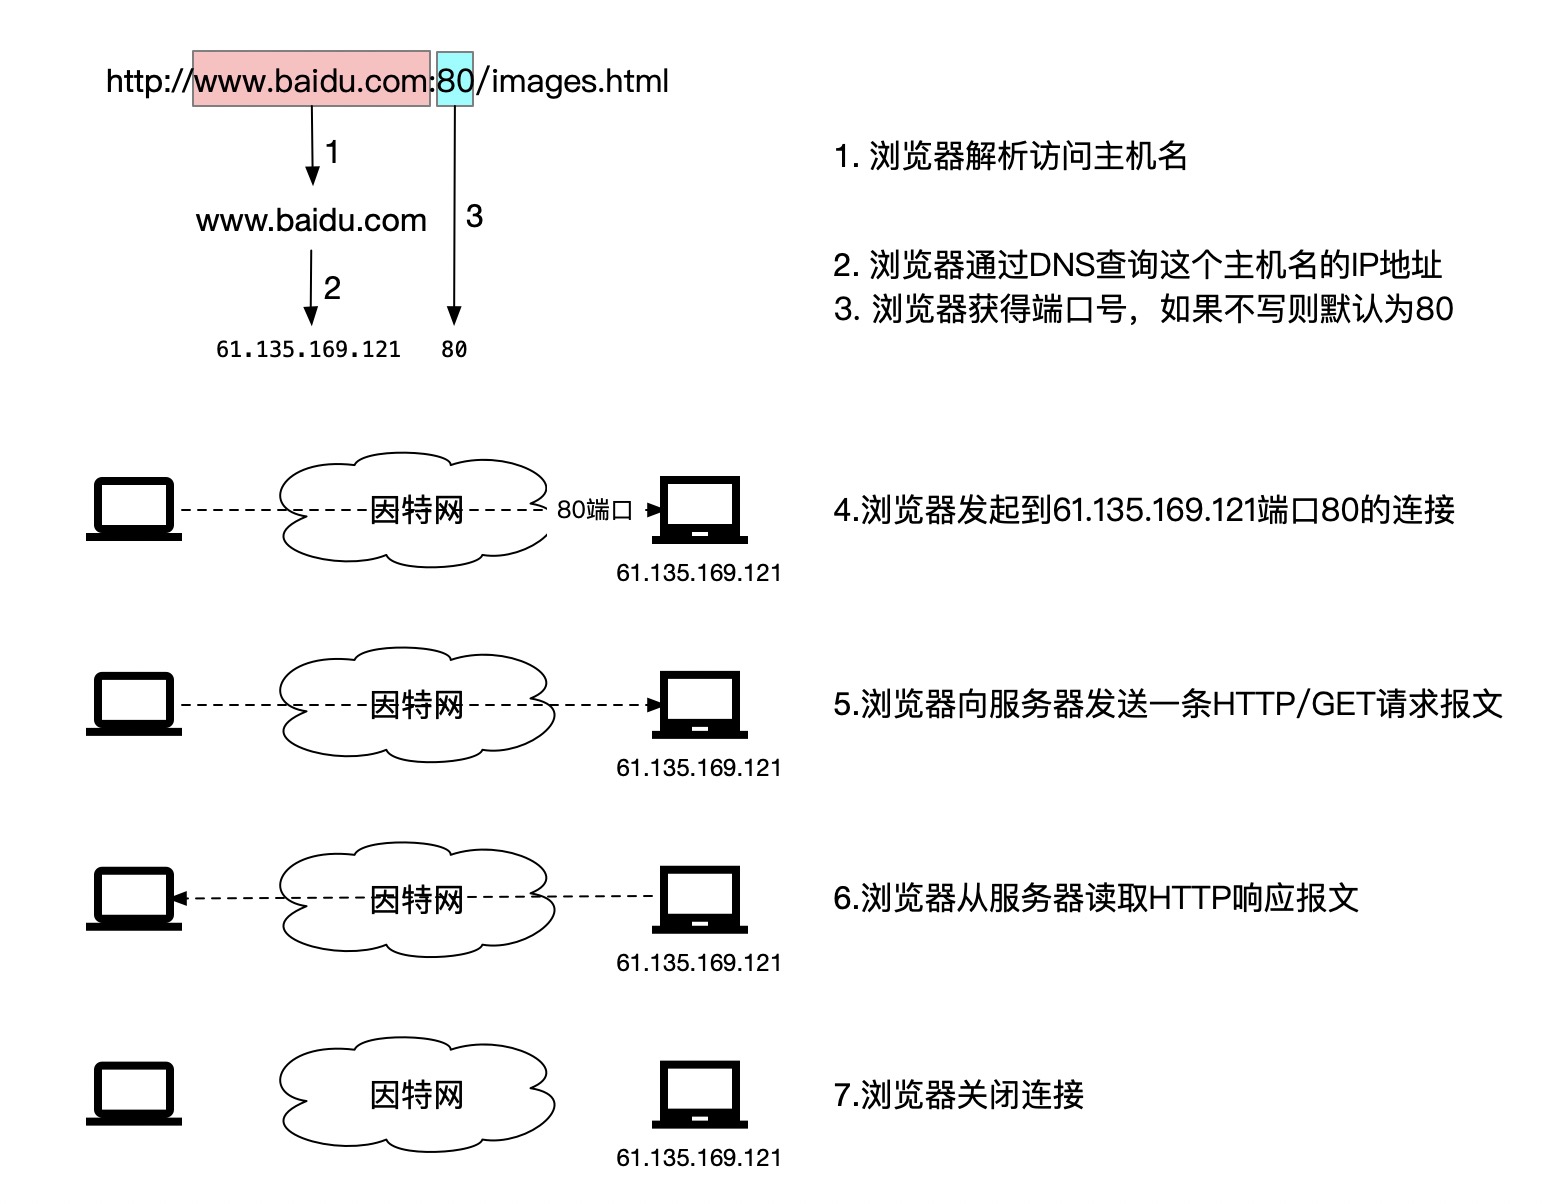 http://www.baidu.com:80/images.html
1
1. 浏览器解析访问主机名
www.baidu.com
3
2
2. 浏览器通过DNS查询这个主机名的IP地址
3. 浏览器获得端口号，如果不写则默认为80
61.135.169.121
80
因特网
80端口
4.浏览器发起到61.135.169.121端口80的连接
61.135.169.121
因特网
5.浏览器向服务器发送一条HTTP/GET请求报文
61.135.169.121
因特网
6.浏览器从服务器读取HTTP响应报文
61.135.169.121
因特网
7.浏览器关闭连接
61.135.169.121